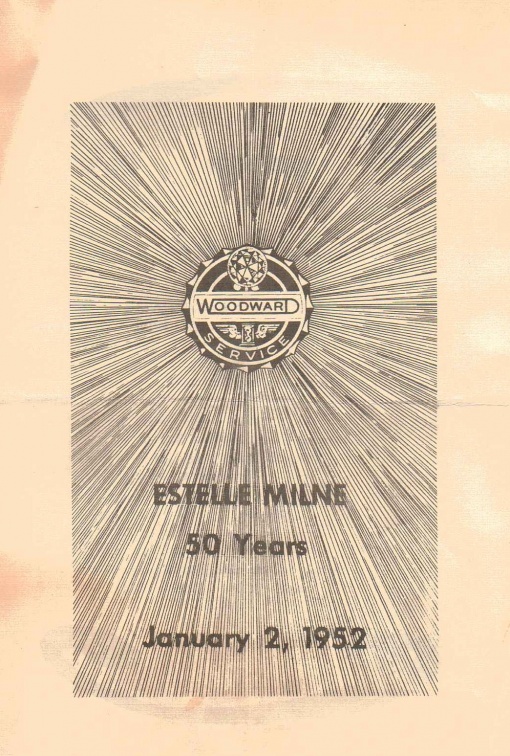 WOODWARD
SERVICE
ESTELLE MILNE
50 Years
January 2, 1952